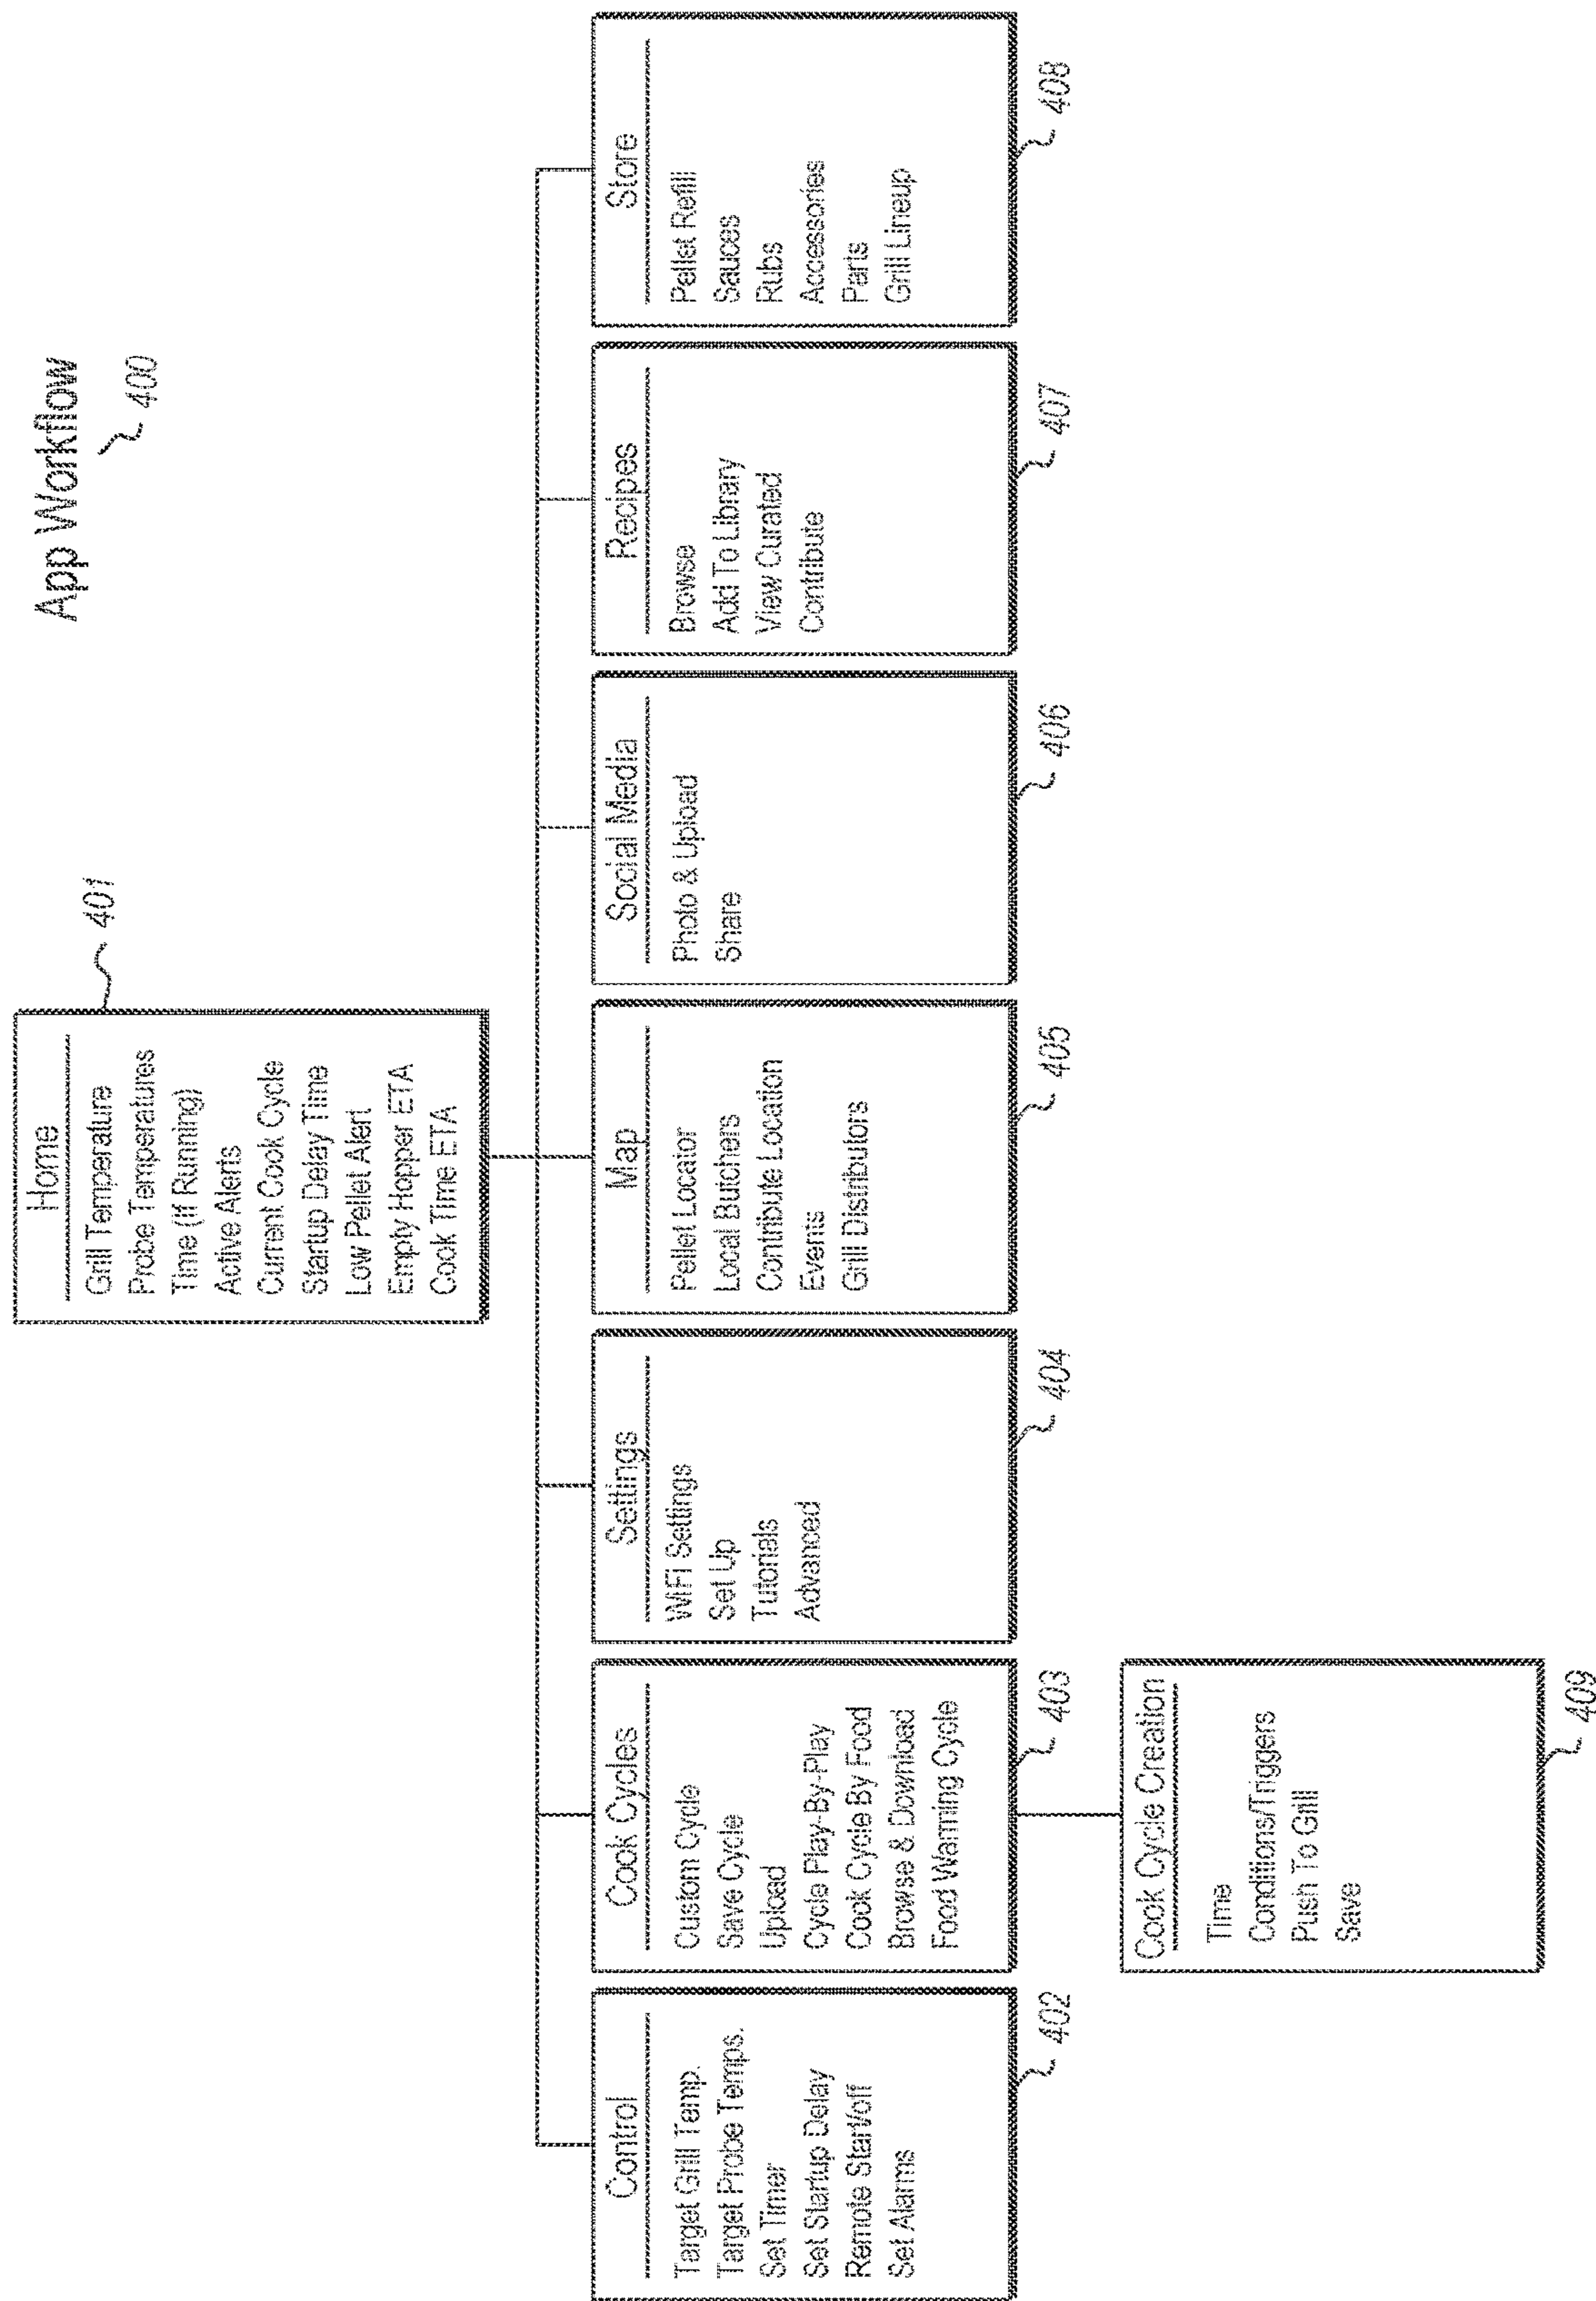 App Workflow
400
Home
Grill Temperature
Probe Temperatures
Time (If Running)
Active Alerts
Current Cook Cycle
Startup Delay Time
Low Pellet Alert
Empty Hopper ETA
Cook Time ETA
401
Control
Target Grill Temp.
Target Probe Temps.
Set Timer
Set Startup Delay
Remote Start/off
Set Alarms
402
Cook Cycles
Custom Cycle
Save Cycle
Upload
Cycle Play-By-Play
Cook Cycle By Food
Browse & Download
Food Warming Cycle
403
Settings
WiFi Settings
Set Up
Tutorials
Advanced
404
Map
Pellet Locator
Local Butchers
Contribute Location
Events
Grill Distributors
405
Social Media
Photo & Upload
Share
406
Recipes
Browse
Add To Library
View Curated
Contribute
407
Store
Pellet Refill
Sauces
Rubs
Accessories
Parts
Grill Lineup
408
Cook Cycle Creation
Time
Conditions/Triggers
Push To Grill
Save
409